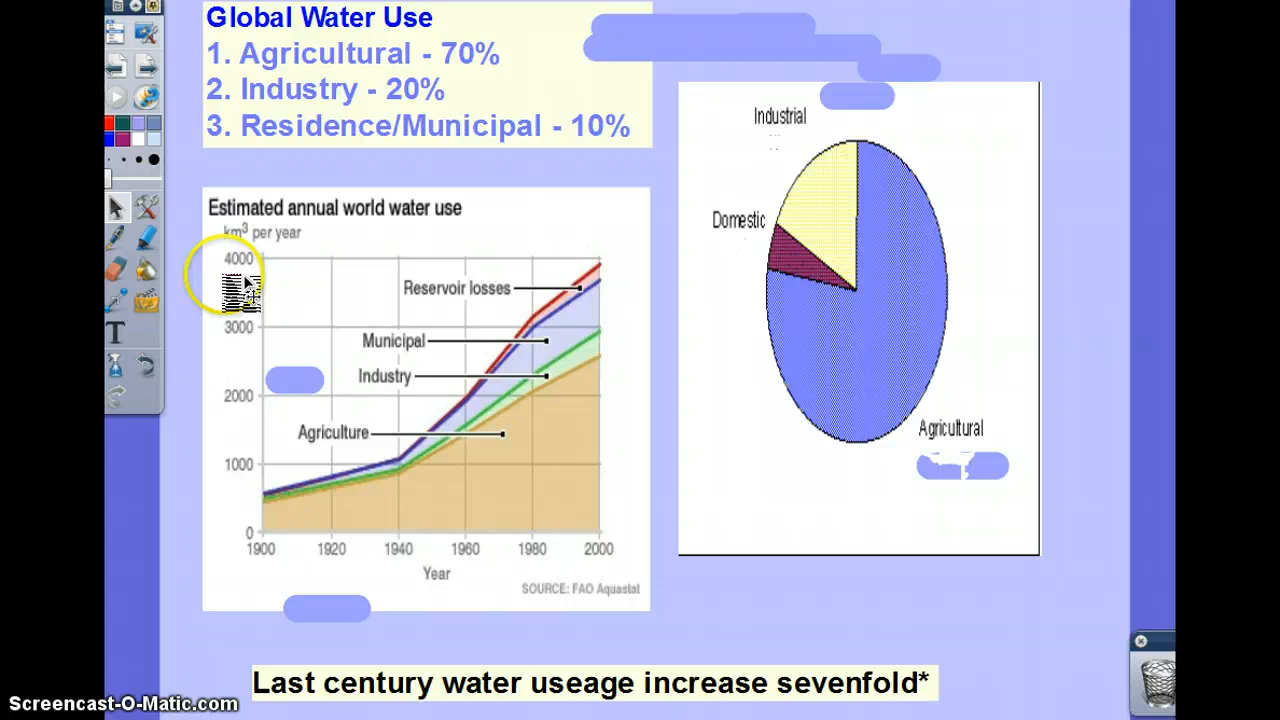 Global Water Use
1. Agricultural - 70%
2. Industry - 20%
3. Residence/Municipal - 10%
Estimated annual world water use
km³ per year
4000
3000
2000
1000
0
Reservoir losses
Municipal
Industry
Agriculture
1900 1920 1940 1960 1980 2000
Year
SOURCE: FAO Aquastat
Industrial
Domestic
Agricultural
Last century water useage increase sevenfold*
T
Screencast-O-Matic.com